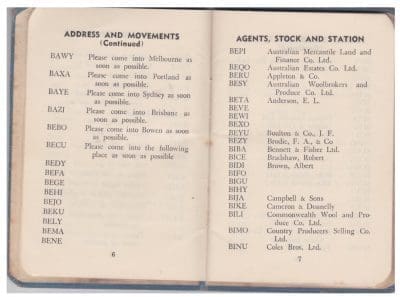 ADDRESS AND MOVEMENTS
(Continued)
BAWY Please come into Melbourne as
soon as possible.
BAXA Please come into Portland as
soon as possible.
BAYE Please come into Sydney as soon
as possible.
BAZI Please come into Brisbane as
soon as possible.
BEBO Please come into Bowen as soon
as possible.
BECU Please come into the following
place as soon as possible
BEDY
BEFA
BEGE
BEHI
BEJO
BEKU
BELY
BEMA
BENE
6
AGENTS, STOCK AND STATION
BEPI Australian Mercantile Land and
Finance Co. Ltd.
BEQO Australian Estates Co. Ltd.
BERU Appleton & Co.
BESY Australian Woolbrokers and
Produce Co. Ltd.
BETA Anderson, E. L.
BEVE
BEWI
BEXO
BEYU Boulton & Co., J. F.
BEZY Brodie, F. A., & Co
BIBA Bennett & Fisher Ltd.
BICE Bradshaw, Robert
BIDI Brown, Albert
BIFO
BIGU
BIHY
BIJA Campbell & Sons
BIKE Cameron & Donnelly
BILI Commonwealth Wool and Pro-
duce Co. Ltd.
BIMO Country Producers Selling Co.
Ltd.
BINU Coles Bros. Ltd.
7